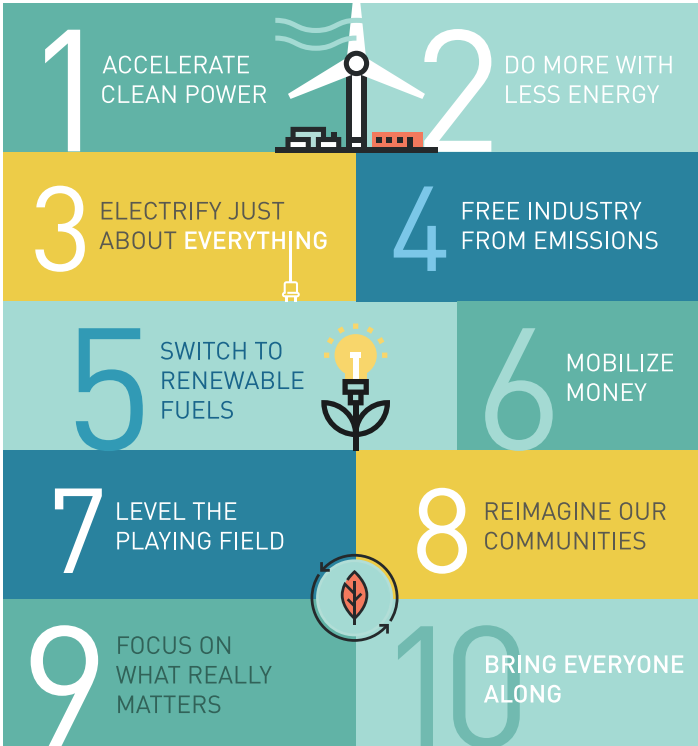 1
ACCELERATE
CLEAN POWER
2
DO MORE WITH
LESS ENERGY
3
ELECTRIFY JUST
ABOUT EVERYTHING
4
FREE INDUSTRY
FROM EMISSIONS
5
SWITCH TO
RENEWABLE
FUELS
6
MOBILIZE
MONEY
7
LEVEL THE
PLAYING FIELD
8
REIMAGINE OUR
COMMUNITIES
9
FOCUS ON
WHAT REALLY
MATTERS
10
BRING EVERYONE
ALONG